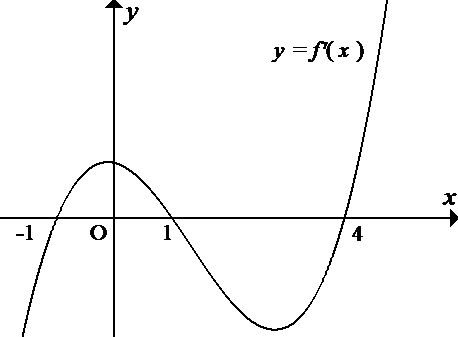 y
y = f'( x )
x
-1 O 1 4